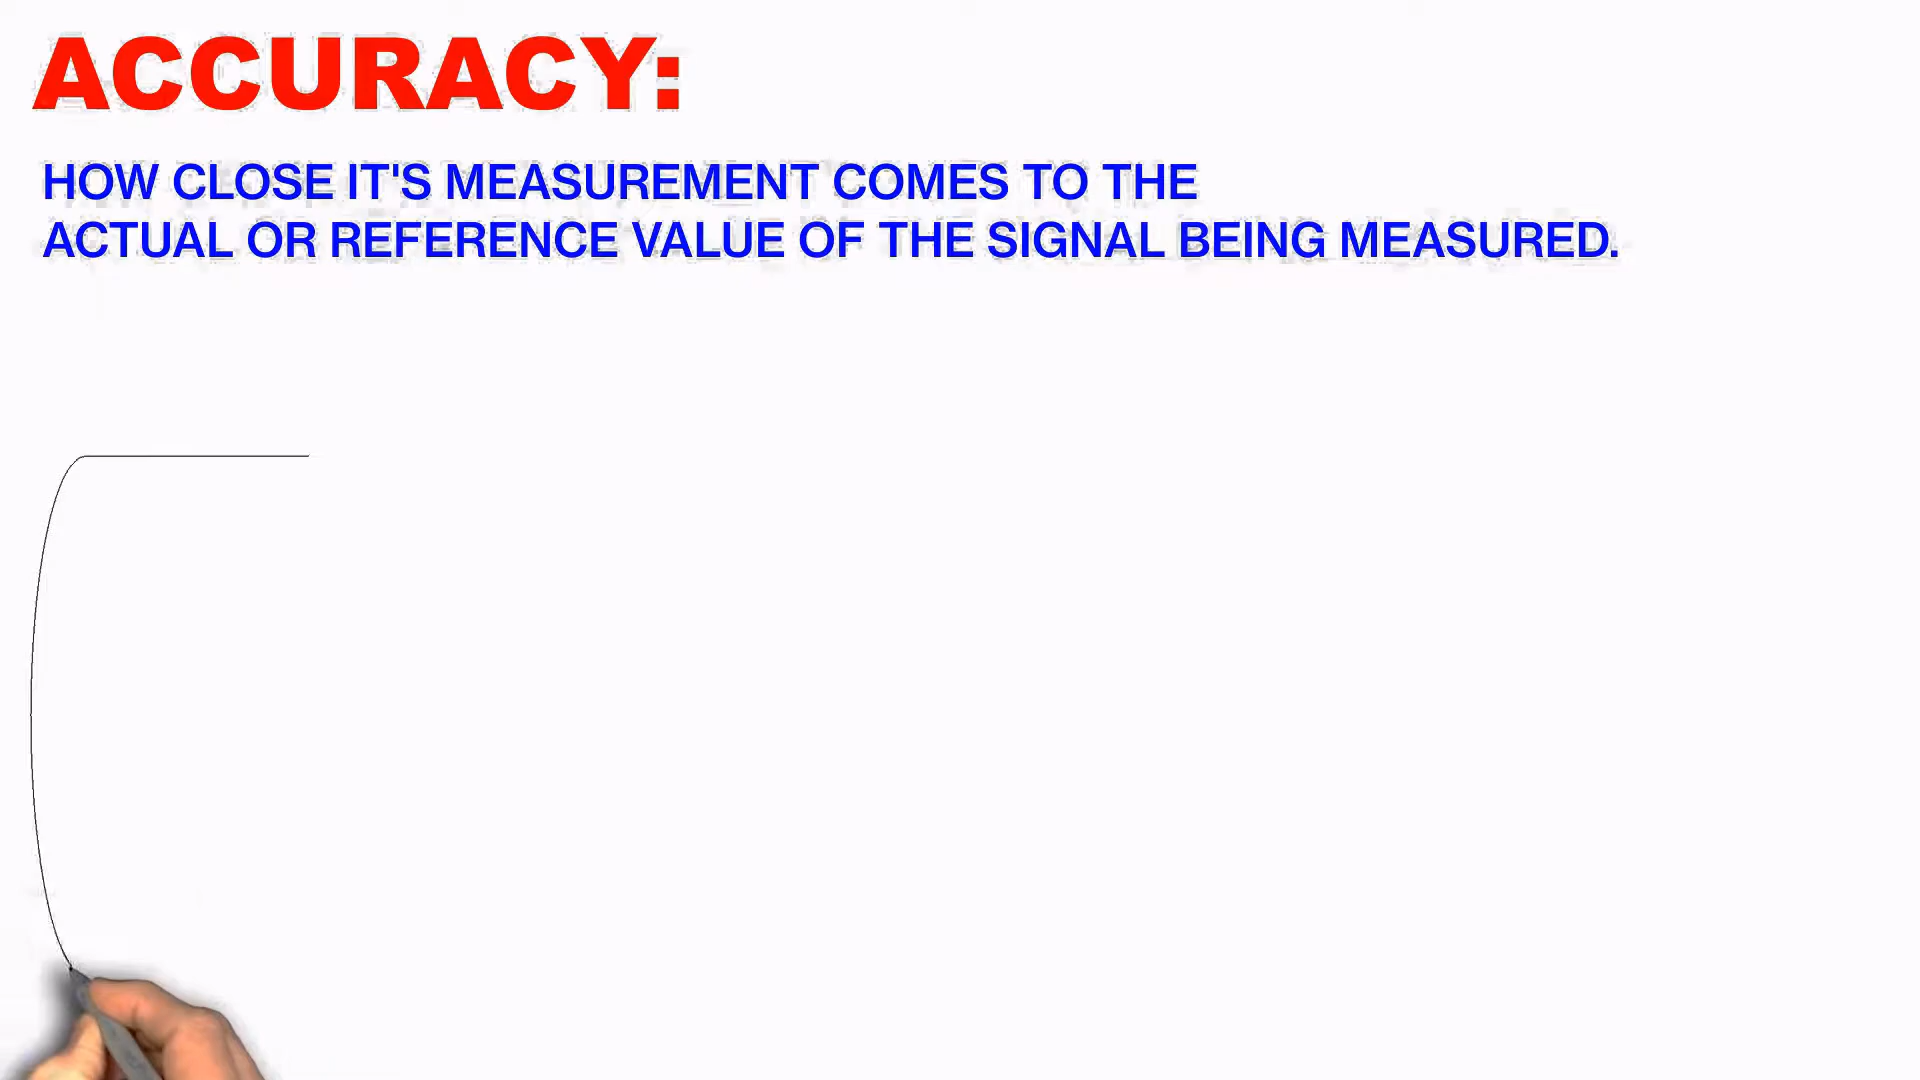 ACCURACY:
HOW CLOSE IT'S MEASUREMENT COMES TO THE
ACTUAL OR REFERENCE VALUE OF THE SIGNAL BEING MEASURED.